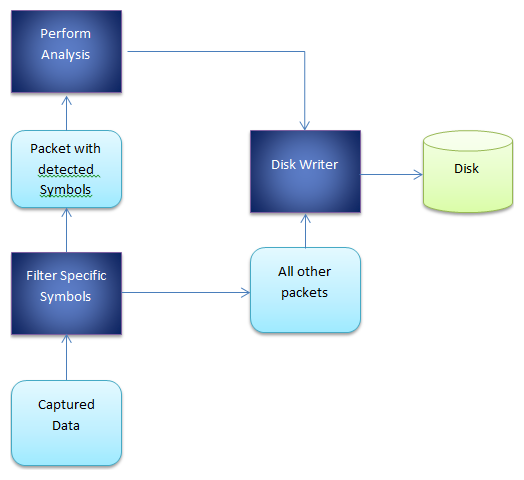 Perform
Analysis
Packet with
detected
Symbols
Disk Writer
Disk
Filter Specific
Symbols
All other
packets
Captured
Data